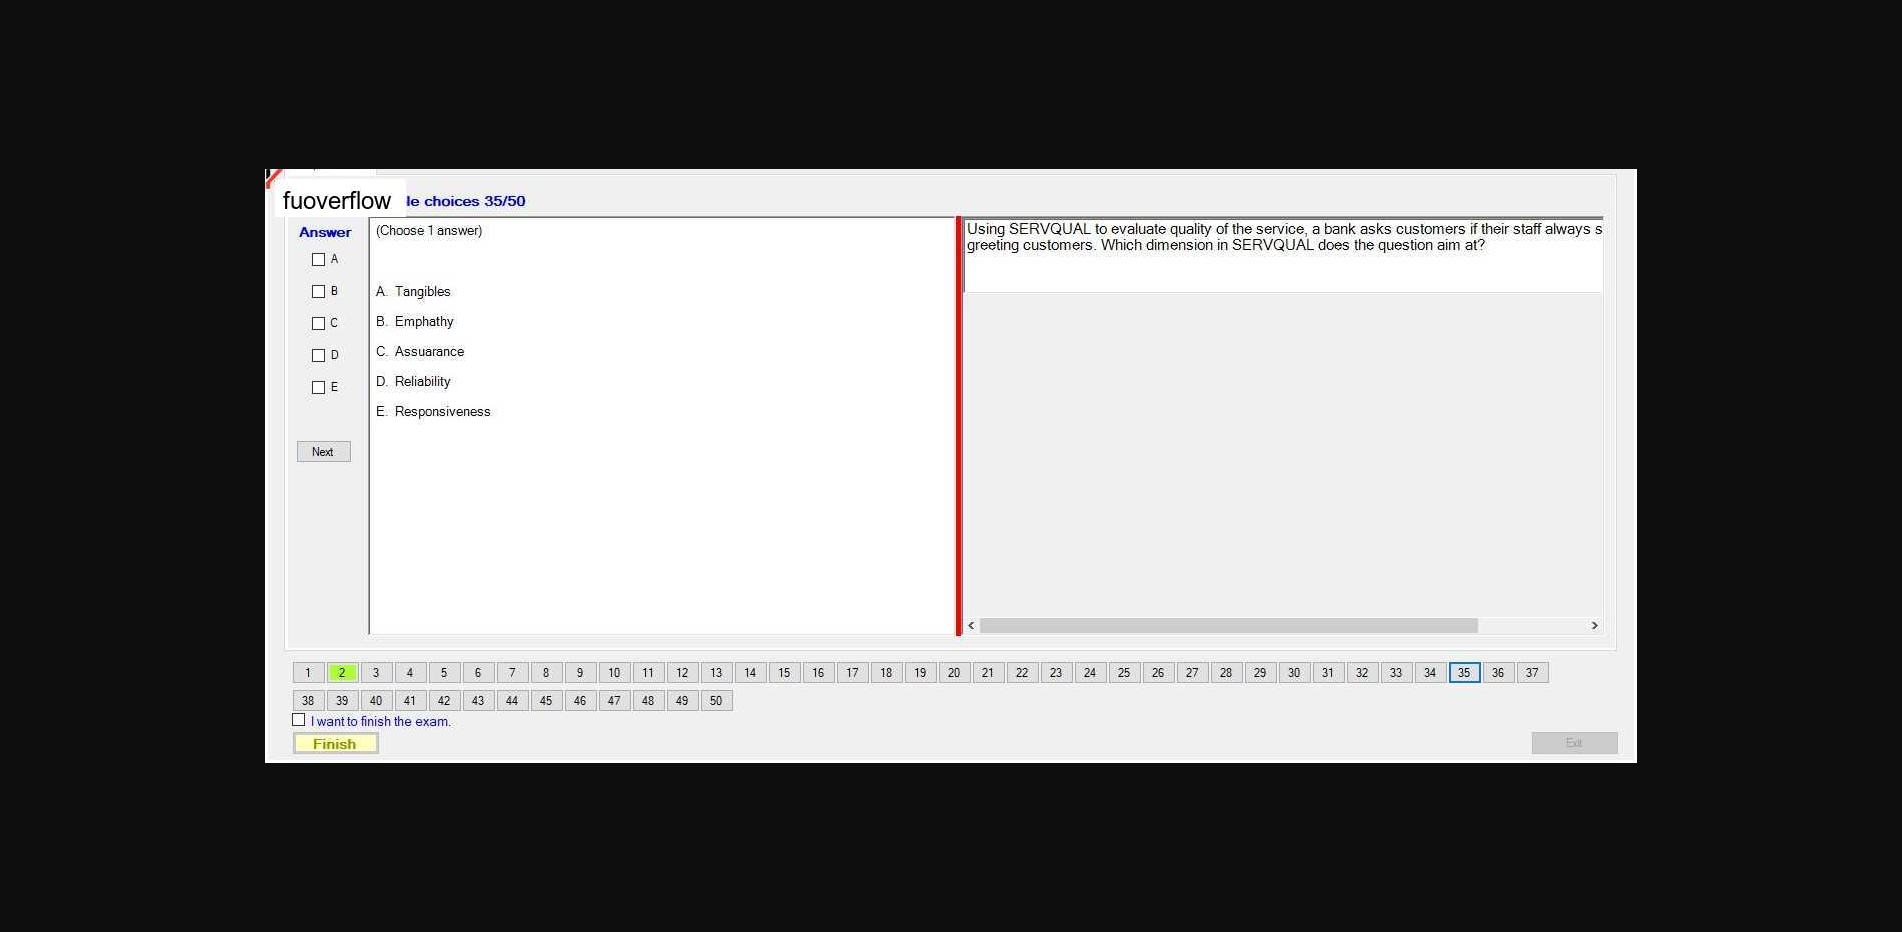 fuoverflow
le choices 35/50
Answer
A
B
C
D
E
Next
(Choose 1 answer)
A. Tangibles
B. Emphathy
C. Assuarance
D. Reliability
E. Responsiveness
Using SERVQUAL to evaluate quality of the service, a bank asks customers if their staff always s
greeting customers. Which dimension in SERVQUAL does the question aim at?
1 2 3 4 5 6 7 8 9 10 11 12 13 14 15 16 17 18 19 20 21 22 23 24 25 26 27 28 29 30 31 32 33 34 35 36 37
38 39 40 41 42 43 44 45 46 47 48 49 50
I want to finish the exam.
Finish
Exit